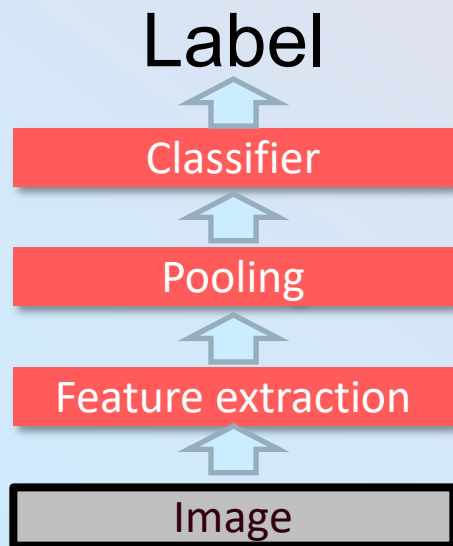 Label
Classifier
Pooling
Feature extraction
Image